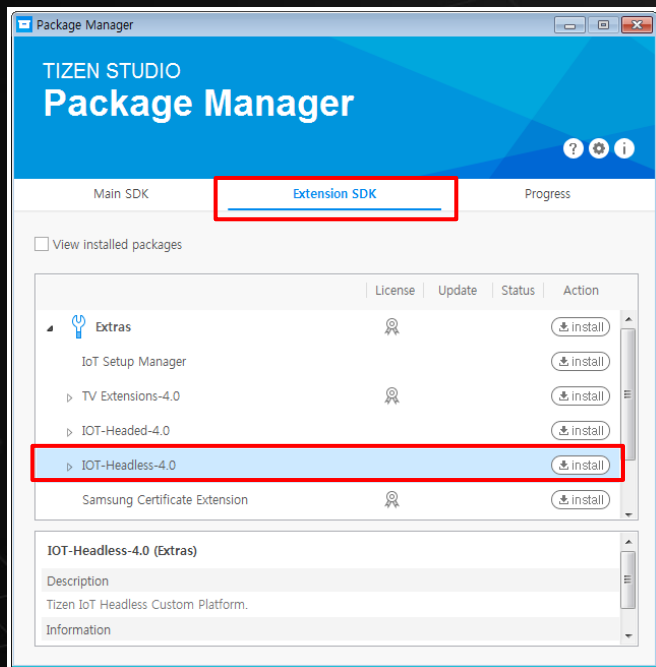 Package Manager
TIZEN STUDIO
Package Manager
Main SDK Extension SDK Progress
View installed packages
License Update Status Action
Extras install
IoT Setup Manager install
TV Extensions-4.0 install
IOT-Headed-4.0 install
IOT-Headless-4.0 install
Samsung Certificate Extension install
IOT-Headless-4.0 (Extras)
Description
Tizen IoT Headless Custom Platform.
Information